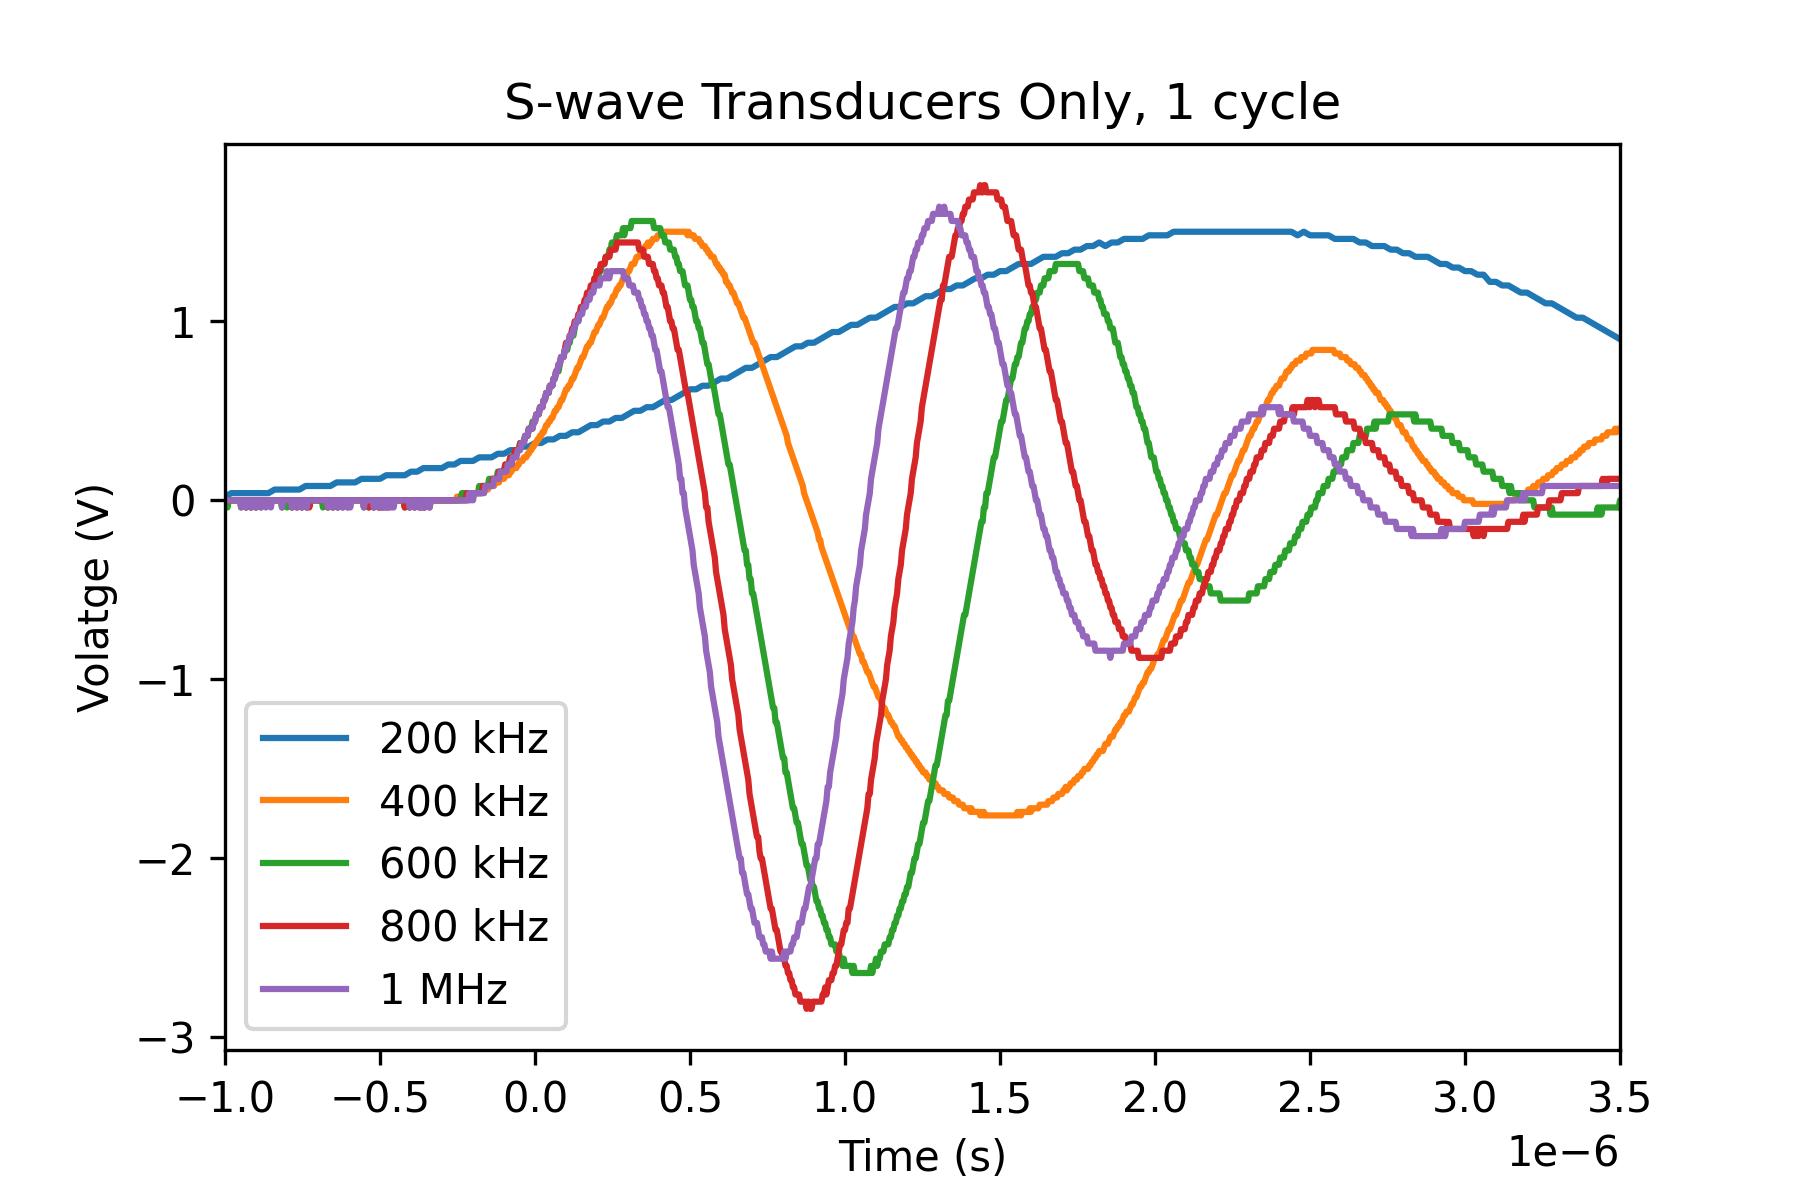 S-wave Transducers Only, 1 cycle
Volatge (V)
1
0
−1
−2
−3
200 kHz
400 kHz
600 kHz
800 kHz
1 MHz
−1.0 −0.5 0.0 0.5 1.0 1.5 2.0 2.5 3.0 3.5
Time (s)
1e−6